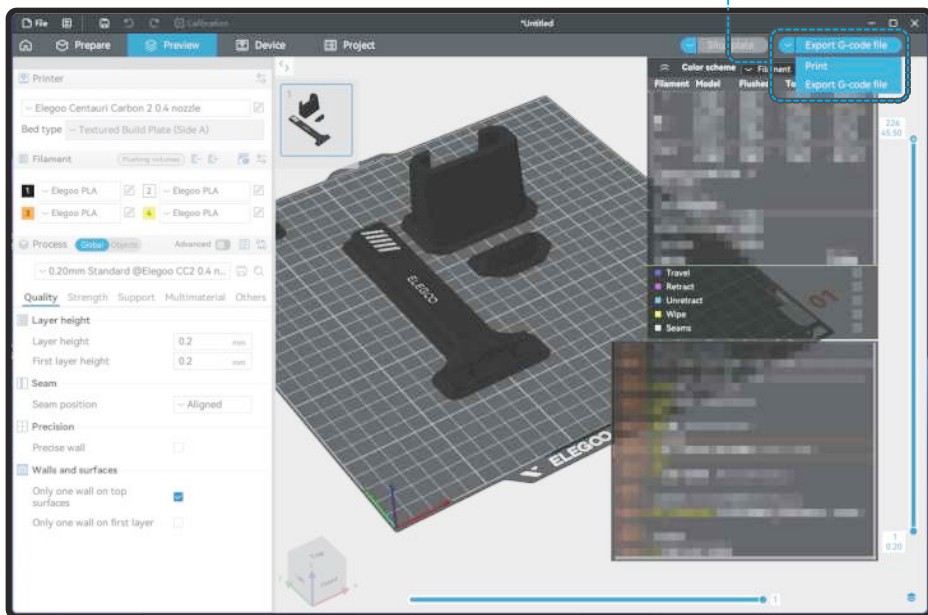 File Calibration *Untitled
Prepare Preview Device Project Slice plate Export G-code file
Print
Export G-code file
Printer
Elegoo Centauri Carbon 2 0.4 nozzle
Bed type Textured Build Plate (Side A)
Filament Flushing volumes
1 Elegoo PLA 2 Elegoo PLA
3 Elegoo PLA 4 Elegoo PLA
Process Global Objects Advanced
0.20mm Standard @Elegoo CC2 0.4 n...
Quality Strength Support Multimaterial Others
Layer height
Layer height 0.2 mm
First layer height 0.2 mm
Seam
Seam position Aligned
Precision
Precise wall
Walls and surfaces
Only one wall on top
surfaces
Only one wall on first layer
1
ELEGOO
ELEGOO
01
Color scheme Filament
Filament Model Flushed
Travel
Retract
Unretract
Wipe
Seams
226
45.50
1
0.20
1